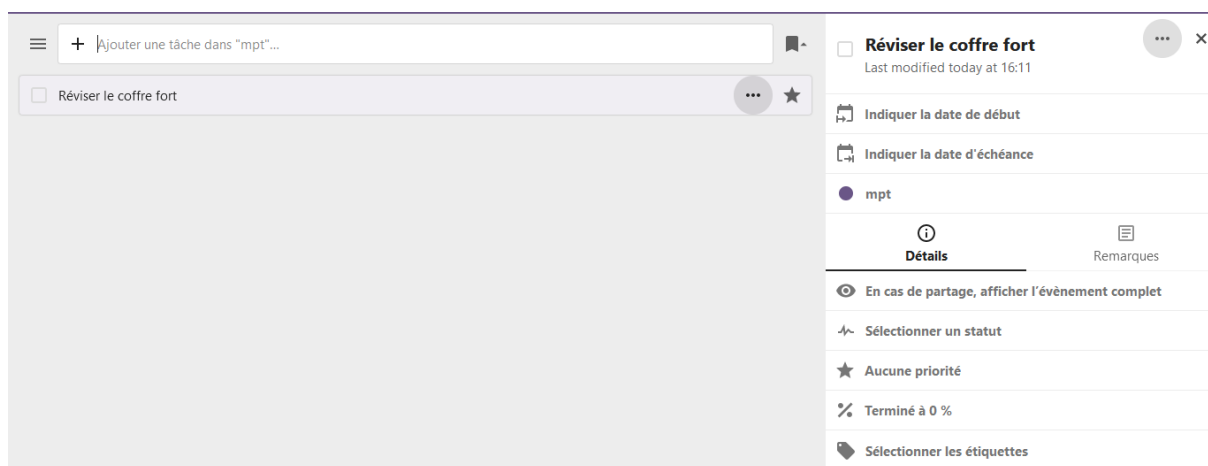 Ajouter une tâche dans "mpt"...
Réviser le coffre fort
Réviser le coffre fort
Last modified today at 16:11
Indiquer la date de début
Indiquer la date d'échéance
mpt
Détails
Remarques
En cas de partage, afficher l'évènement complet
Sélectionner un statut
Aucune priorité
Terminé à 0 %
Sélectionner les étiquettes